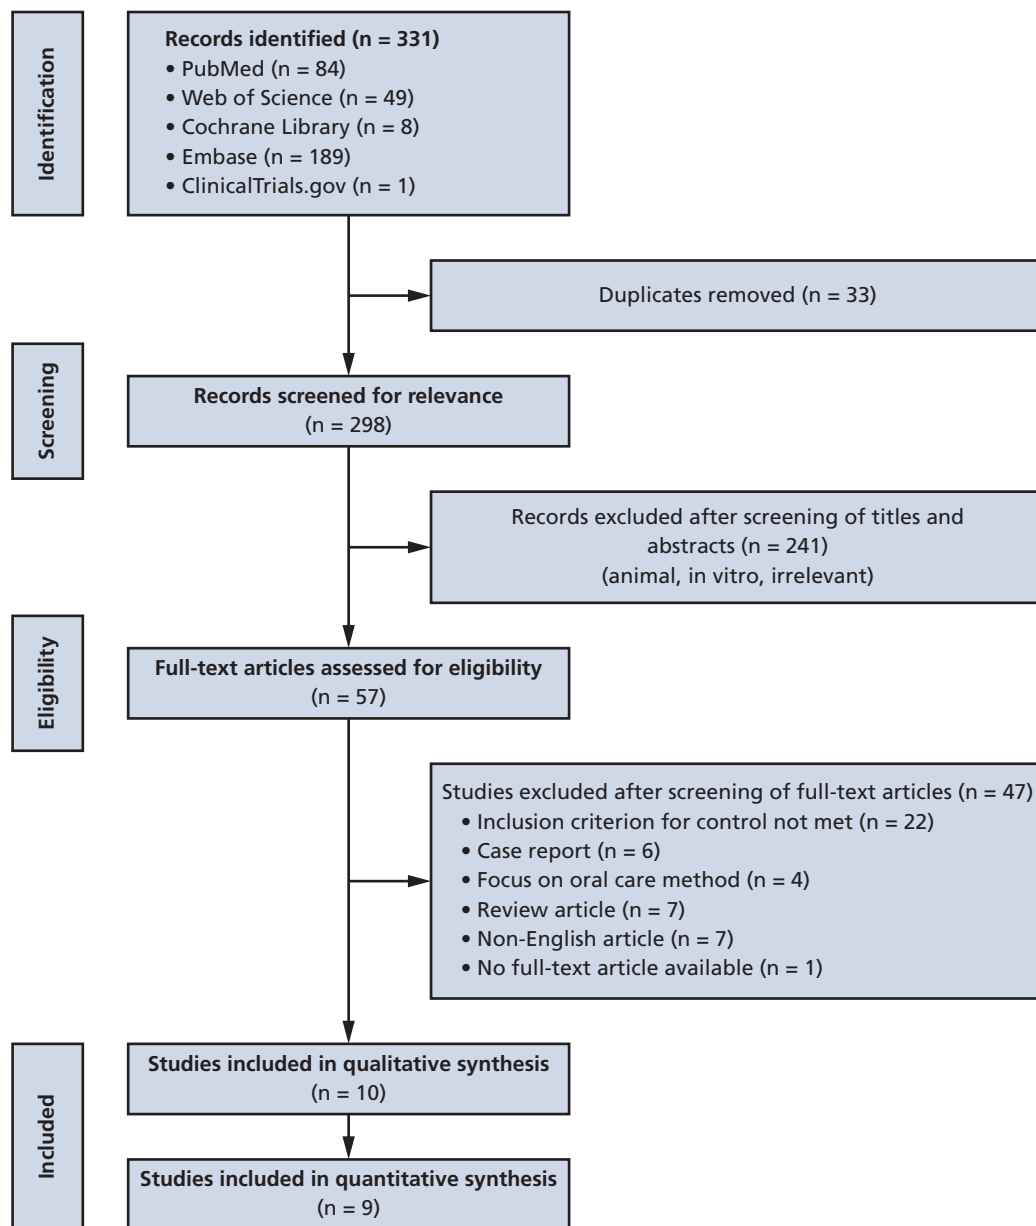 Identification
Records identified (n = 331)
• PubMed (n = 84)
• Web of Science (n = 49)
• Cochrane Library (n = 8)
• Embase (n = 189)
• ClinicalTrials.gov (n = 1)
Duplicates removed (n = 33)
Screening
Records screened for relevance
(n = 298)
Records excluded after screening of titles and
abstracts (n = 241)
(animal, in vitro, irrelevant)
Eligibility
Full-text articles assessed for eligibility
(n = 57)
Studies excluded after screening of full-text articles (n = 47)
• Inclusion criterion for control not met (n = 22)
• Case report (n = 6)
• Focus on oral care method (n = 4)
• Review article (n = 7)
• Non-English article (n = 7)
• No full-text article available (n = 1)
Included
Studies included in qualitative synthesis
(n = 10)
Studies included in quantitative synthesis
(n = 9)